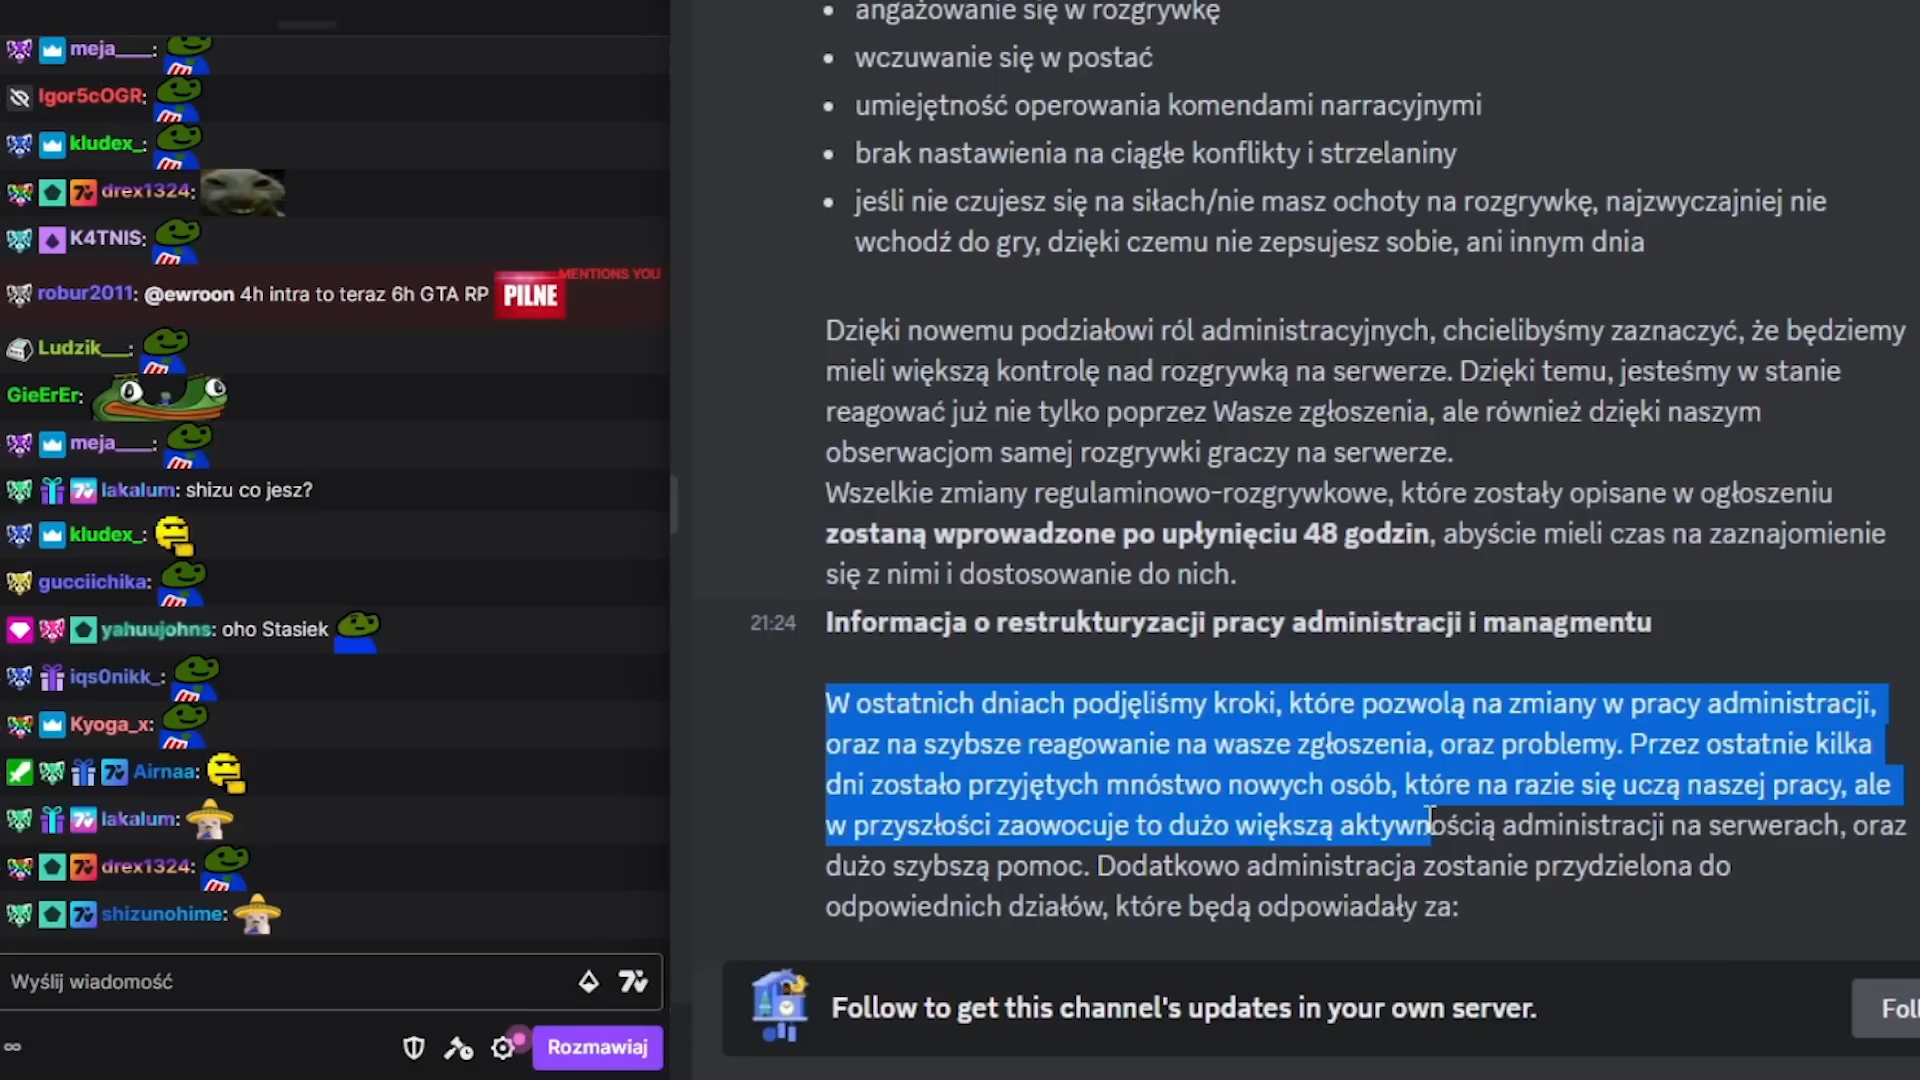 meja____:
Igor5cOGR:
kludex_:
drex1324:
K4TNIS:
MENTIONS YOU
robur2011: @ewroon 4h intra to teraz 6h GTA RP PILNE
Ludzik___:
GieErEr:
meja____:
lakalum: shizu co jesz?
kludex_:
gucciichika:
yahuujohns: oho Stasiek
iqs0nikk_:
Kyoga_x:
Airnaa:
lakalum:
drex1324:
shizunohime:
Wyślij wiadomość
Rozmawiaj
angażowanie się w rozgrywkę
wczuwanie się w postać
umiejętność operowania komendami narracyjnymi
brak nastawienia na ciągłe konflikty i strzelaniny
jeśli nie czujesz się na siłach/nie masz ochoty na rozgrywkę, najzwyczajniej nie
wchodź do gry, dzięki czemu nie zepsujesz sobie, ani innym dnia
Dzięki nowemu podziałowi ról administracyjnych, chcielibyśmy zaznaczyć, że będziemy
mieli większą kontrolę nad rozgrywką na serwerze. Dzięki temu, jesteśmy w stanie
reagować już nie tylko poprzez Wasze zgłoszenia, ale również dzięki naszym
obserwacjom samej rozgrywki graczy na serwerze.
Wszelkie zmiany regulaminowo-rozgrywkowe, które zostały opisane w ogłoszeniu
zostaną wprowadzone po upłynięciu 48 godzin, abyście mieli czas na zaznajomienie
się z nimi i dostosowanie do nich.
21:24 Informacja o restrukturyzacji pracy administracji i managmentu
W ostatnich dniach podjęliśmy kroki, które pozwolą na zmiany w pracy administracji,
oraz na szybsze reagowanie na wasze zgłoszenia, oraz problemy. Przez ostatnie kilka
dni zostało przyjętych mnóstwo nowych osób, które na razie się uczą naszej pracy, ale
w przyszłości zaowocuje to dużo większą aktywnością administracji na serwerach, oraz
dużo szybszą pomoc. Dodatkowo administracja zostanie przydzielona do
odpowiednich działów, które będą odpowiadały za:
Follow to get this channel's updates in your own server.
Foll